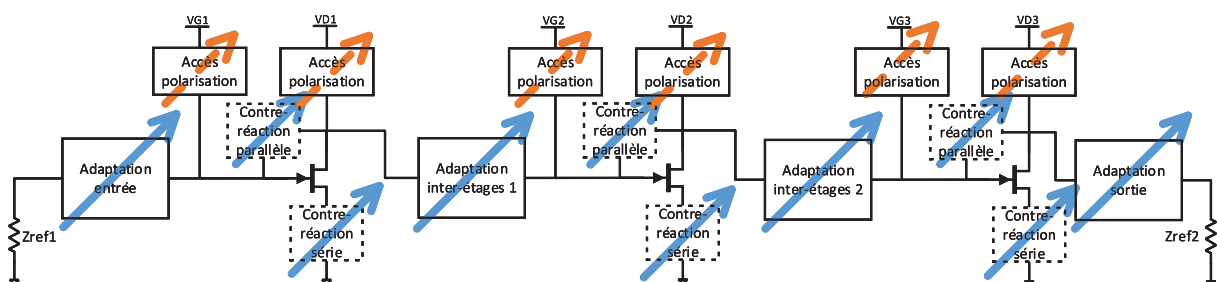 VG1
VD1
VG2
VD2
VG3
VD3
Accès
polarisation
Accès
polarisation
Accès
polarisation
Accès
polarisation
Accès
polarisation
Accès
polarisation
Contre-
réaction
parallèle
Contre-
réaction
parallèle
Contre-
réaction
parallèle
Adaptation
entrée
Adaptation
inter-étages 1
Adaptation
inter-étages 2
Adaptation
sortie
Contre-
réaction
série
Contre-
réaction
série
Contre-
réaction
série
Zref1
Zref2